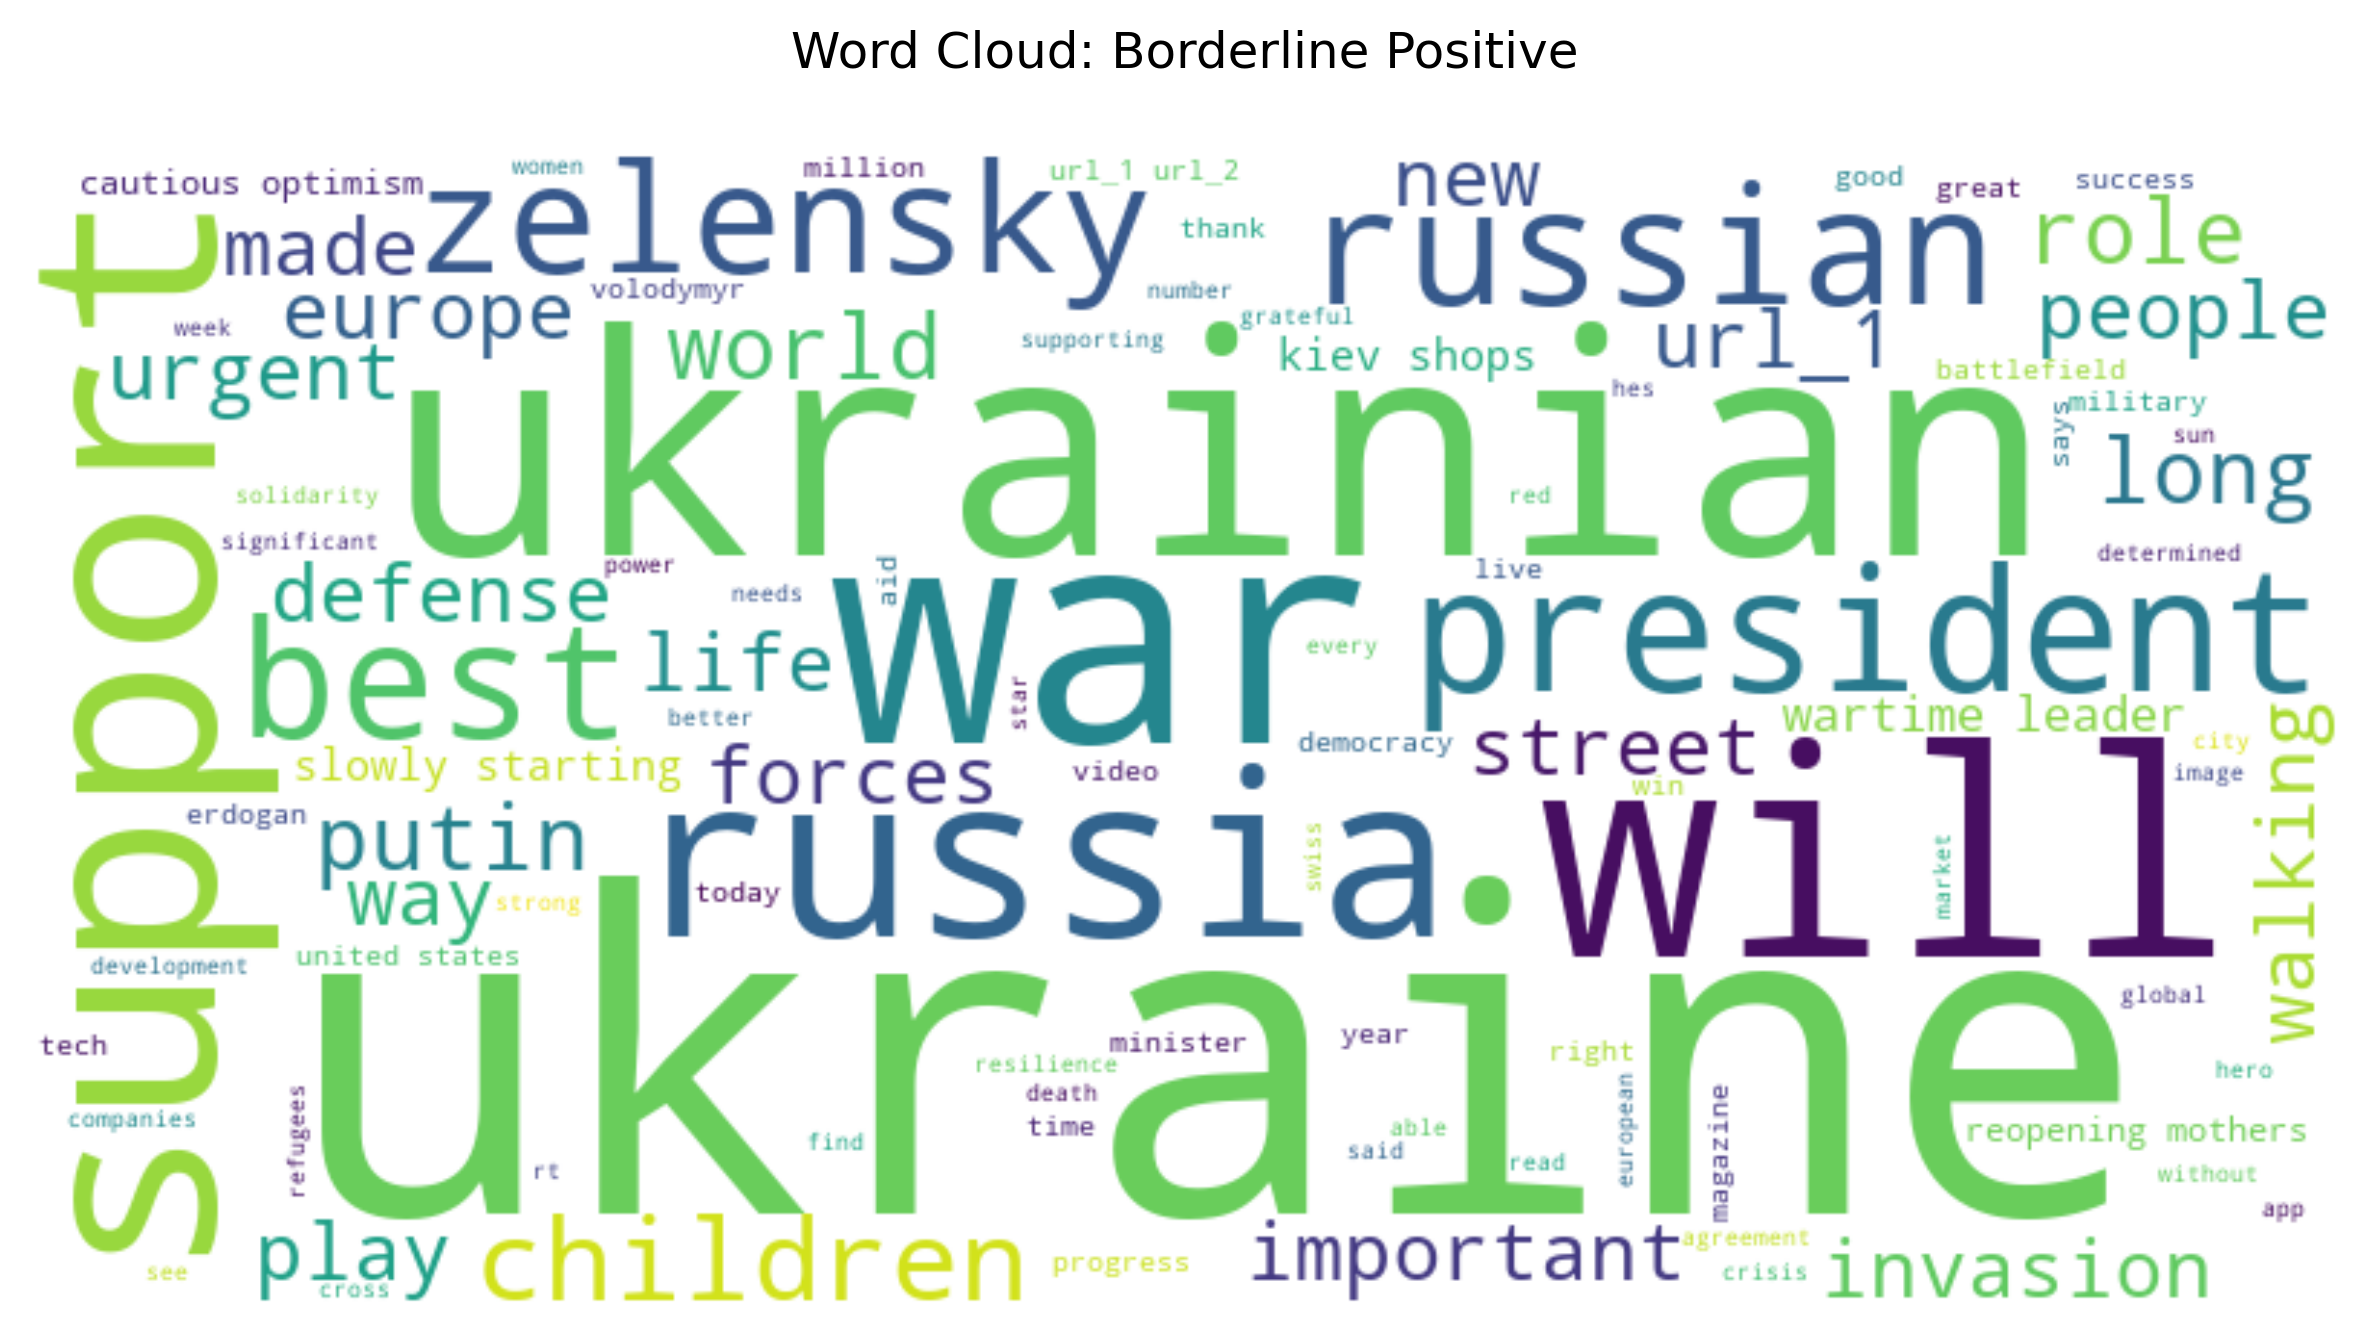 Word Cloud: Borderline Positive
cautious optimism
women
million
url_1 url_2
new
good
great
success
zelensky
russian
made
thank
role
europe
volodymyr
number
people
week
world
supporting
grateful
kiev shops
url_1
urgent
battlefield
hes
military
ukrainian
says
sun
long
solidarity
red
significant
support
power
aid
live
determined
defense
needs
war
president
best
life
every
star
better
wartime leader
street
democracy
city
slowly starting
forces
video
image
win
will
walking
erdogan
putin
russia
swiss
market
way
strong
today
united states
development
ukraine
global
tech
minister
year
resilience
right
hero
death
companies
time
refugees
able
european
magazine
reopening mothers
find
said
read
rt
without
app
play
children
important
agreement
invasion
see
cross
progress
crisis